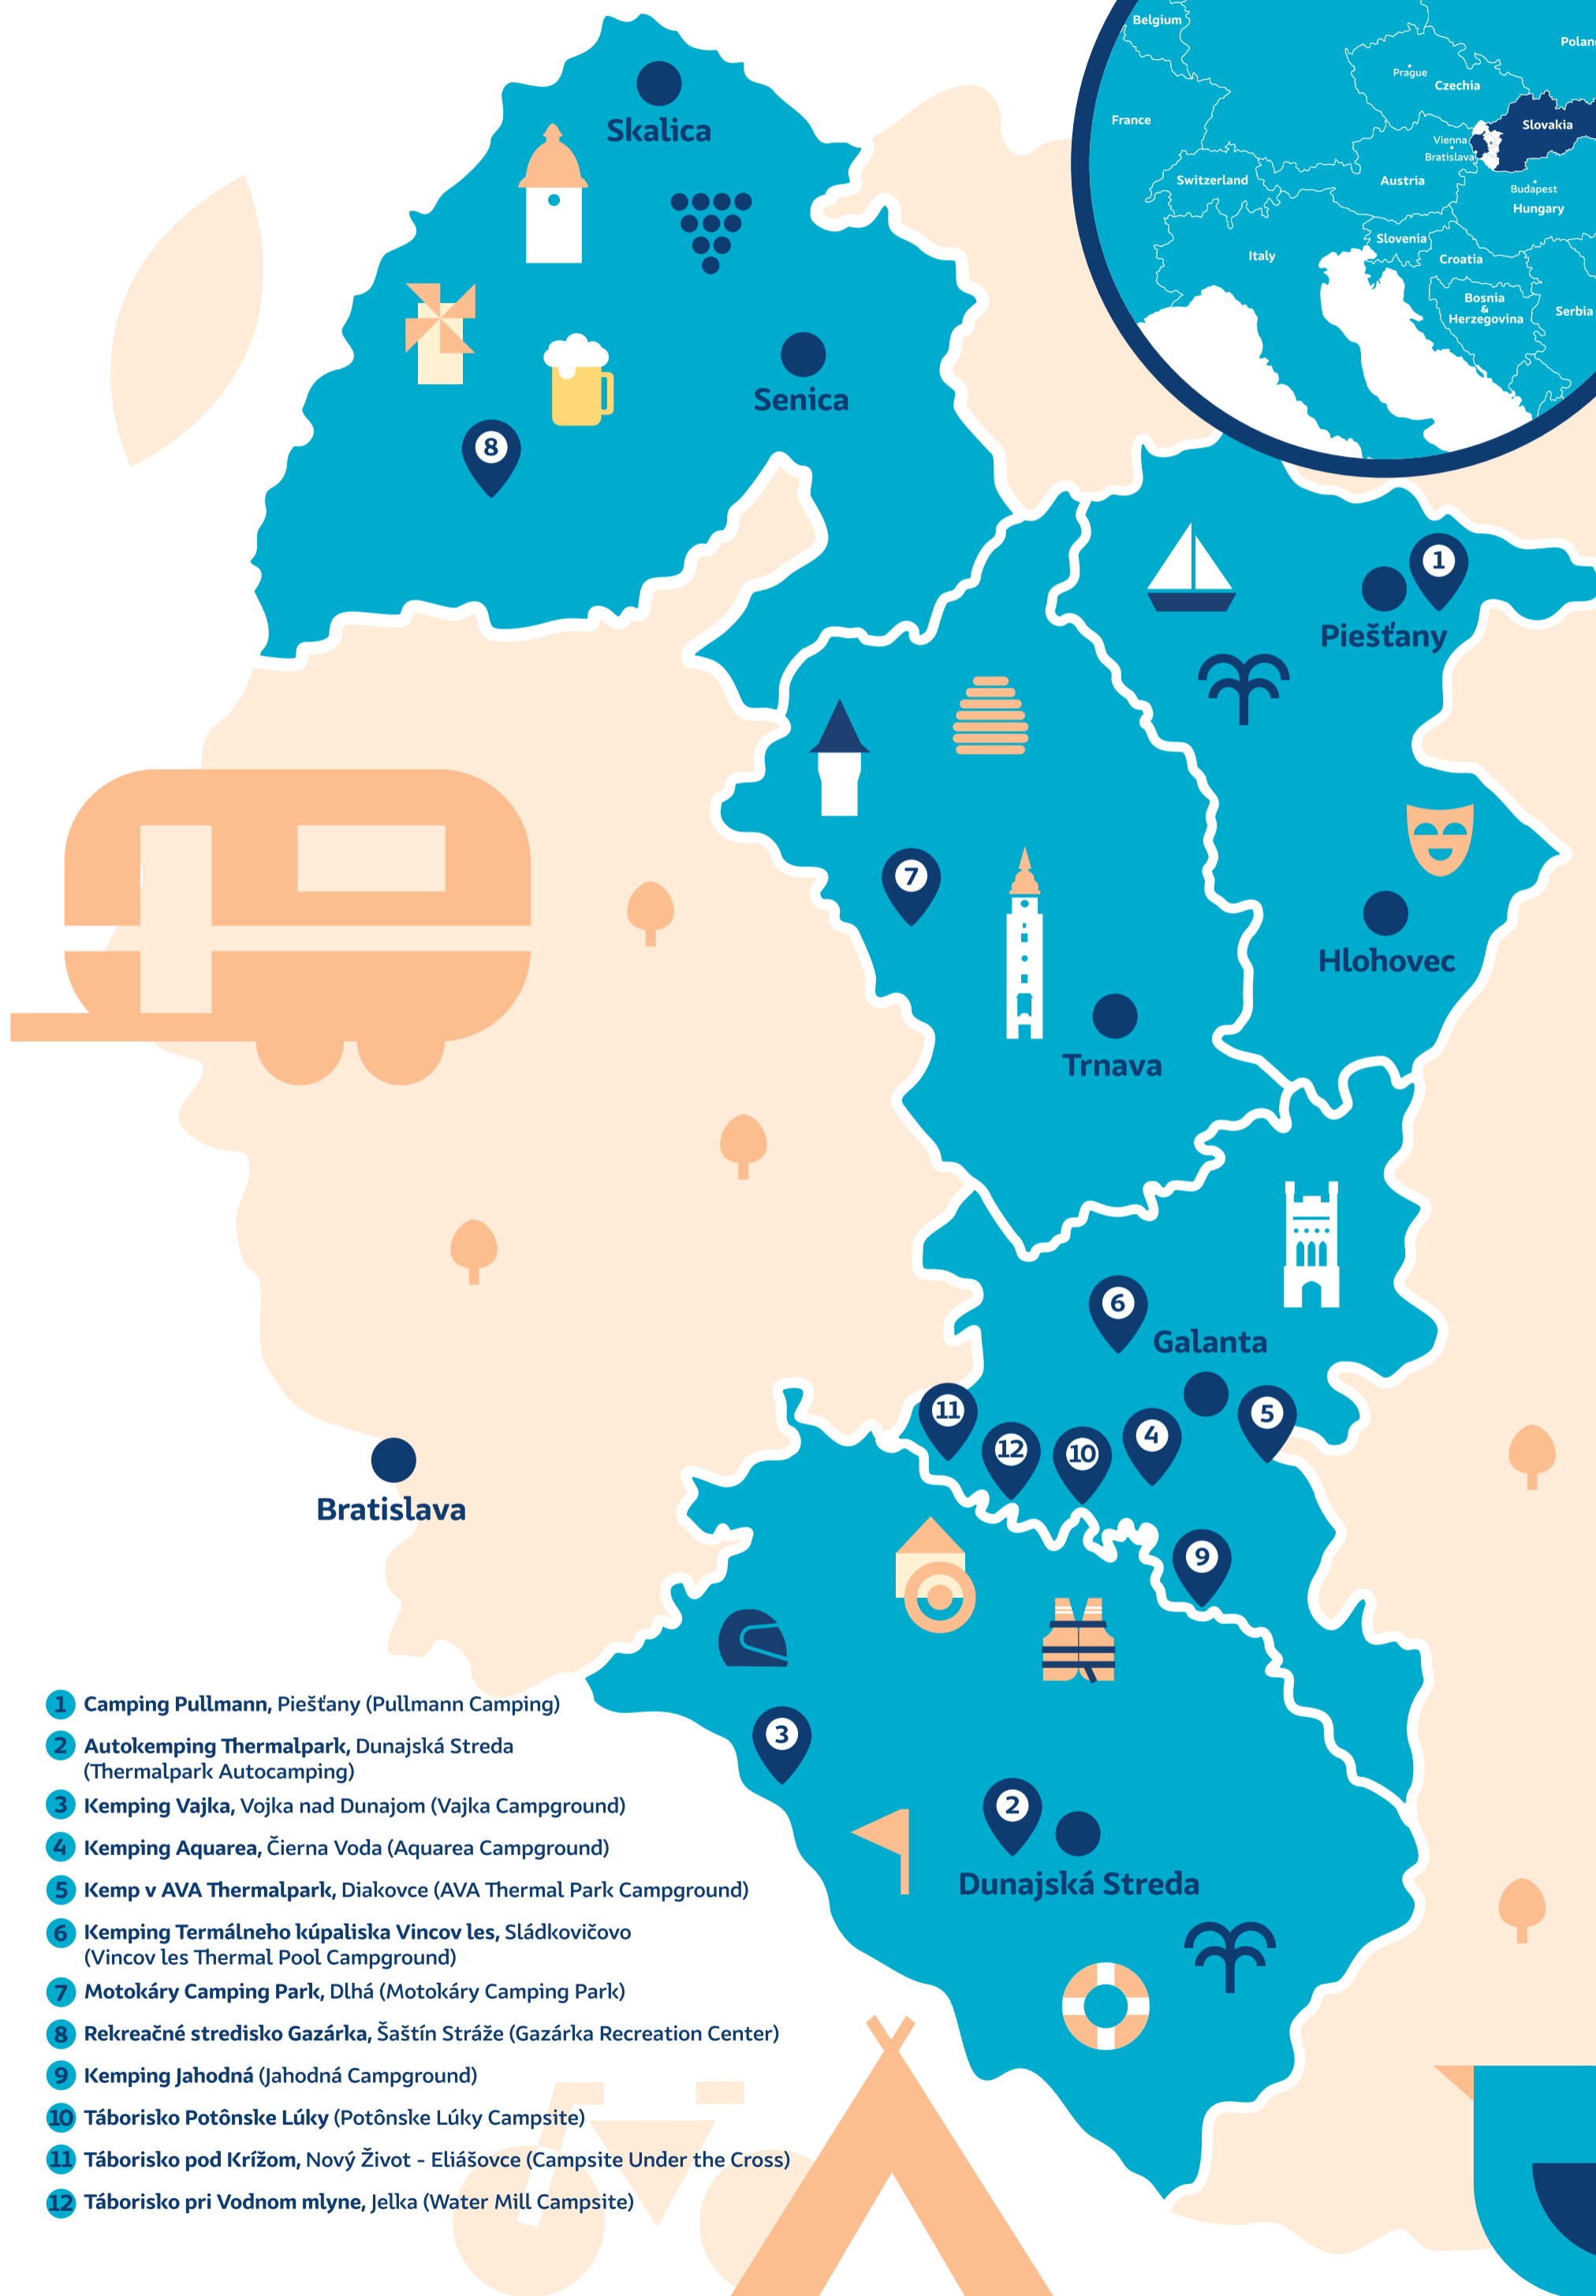 Belgium
Poland
Prague
Czechia
France
Slovakia
Vienna
Bratislava
Switzerland
Austria
Budapest
Hungary
Slovenia
Italy
Croatia
Bosnia
&
Herzegovina
Serbia
Skalica
Senica
8
1
Piešťany
7
Hlohovec
Trnava
6
Galanta
11
12
10
4
5
Bratislava
9
3
2
Dunajská Streda
1 Camping Pullmann, Piešťany (Pullmann Camping)
2 Autokemping Thermalpark, Dunajská Streda
(Thermalpark Autocamping)
3 Kemping Vajka, Vojka nad Dunajom (Vajka Campground)
4 Kemping Aquarea, Čierna Voda (Aquarea Campground)
5 Kemp v AVA Thermalpark, Diakovce (AVA Thermal Park Campground)
6 Kemping Termálneho kúpaliska Vincov les, Sládkovičovo
(Vincov les Thermal Pool Campground)
7 Motokáry Camping Park, Dlhá (Motokáry Camping Park)
8 Rekreačné stredisko Gazárka, Šaštín Stráže (Gazárka Recreation Center)
9 Kemping Jahodná (Jahodná Campground)
10 Táborisko Potônske Lúky (Potônske Lúky Campsite)
11 Táborisko pod Krížom, Nový Život - Eliášovce (Campsite Under the Cross)
12 Táborisko pri Vodnom mlyne, Jelka (Water Mill Campsite)